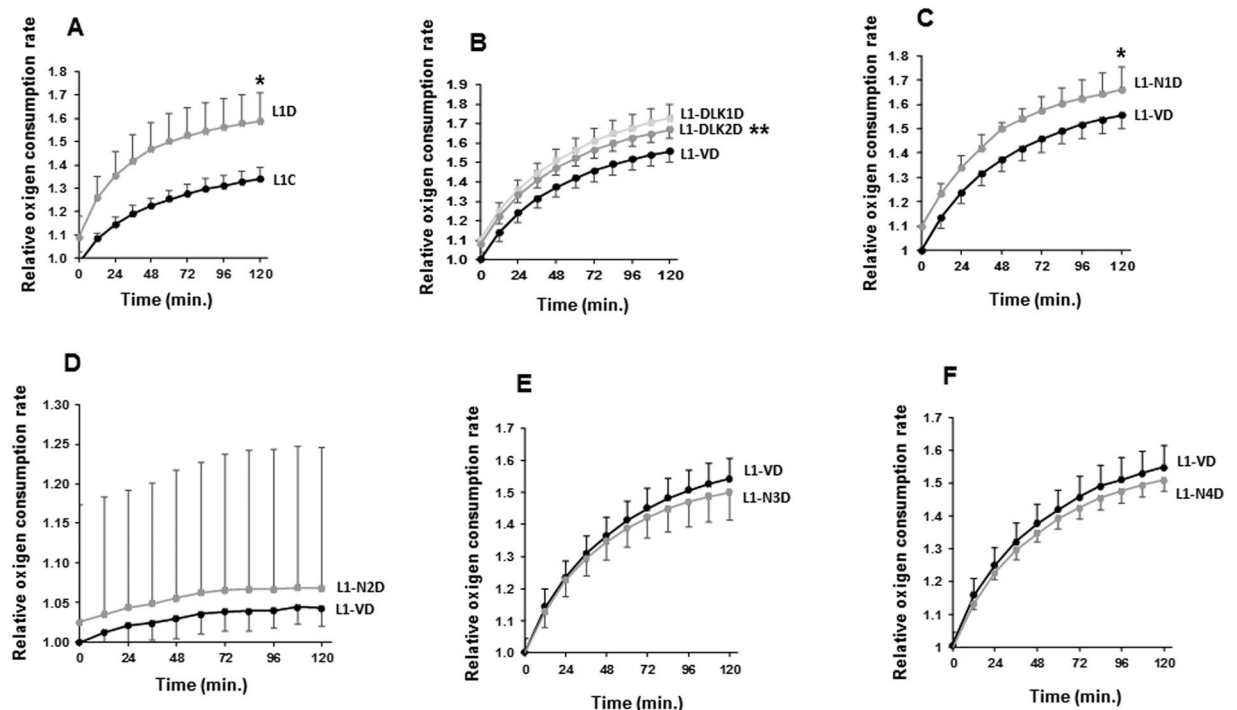 A
Relative oxigen consumption rate
1.8
1.7
1.6
1.5
1.4
1.3
1.2
1.1
1.0
*
L1D
L1C
0 24 48 72 96 120
Time (min.)
B
Relative oxigen consumption rate
1.9
1.8
1.7
1.6
1.5
1.4
1.3
1.2
1.1
1.0
L1-DLK1D
L1-DLK2D **
L1-VD
0 24 48 72 96 120
Time (min.)
C
Relative oxigen consumption rate
1.8
1.7
1.6
1.5
1.4
1.3
1.2
1.1
1
*
L1-N1D
L1-VD
0 24 48 72 96 120
Time (min.)
D
Relative oxigen consumption rate
1.30
1.25
1.20
1.15
1.10
1.05
1.00
L1-N2D
L1-VD
0 24 48 72 96 120
Time (min.)
E
Relative oxigen consumption rate
1.7
1.6
1.5
1.4
1.3
1.2
1.1
1.0
L1-VD
L1-N3D
0 24 48 72 96 120
Time (min.)
F
Relative oxigen consumption rate
1.7
1.6
1.5
1.4
1.3
1.2
1.1
1
L1-VD
L1-N4D
0 24 48 72 96 120
Time (min.)